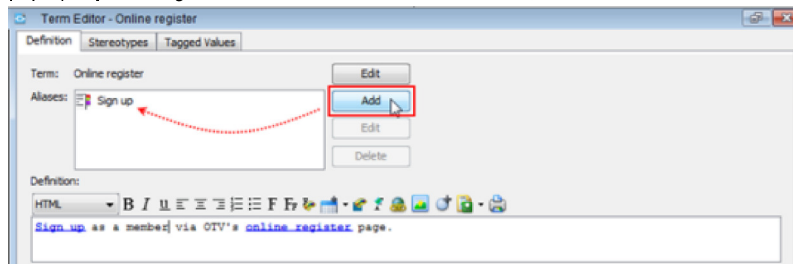 Term Editor - Online register
Definition Stereotypes Tagged Values
Term: Online register Edit
Aliases: Sign up Add
Edit
Delete
Definition:
HTML B I U F Fr
Sign up as a member via OTV's online register page.